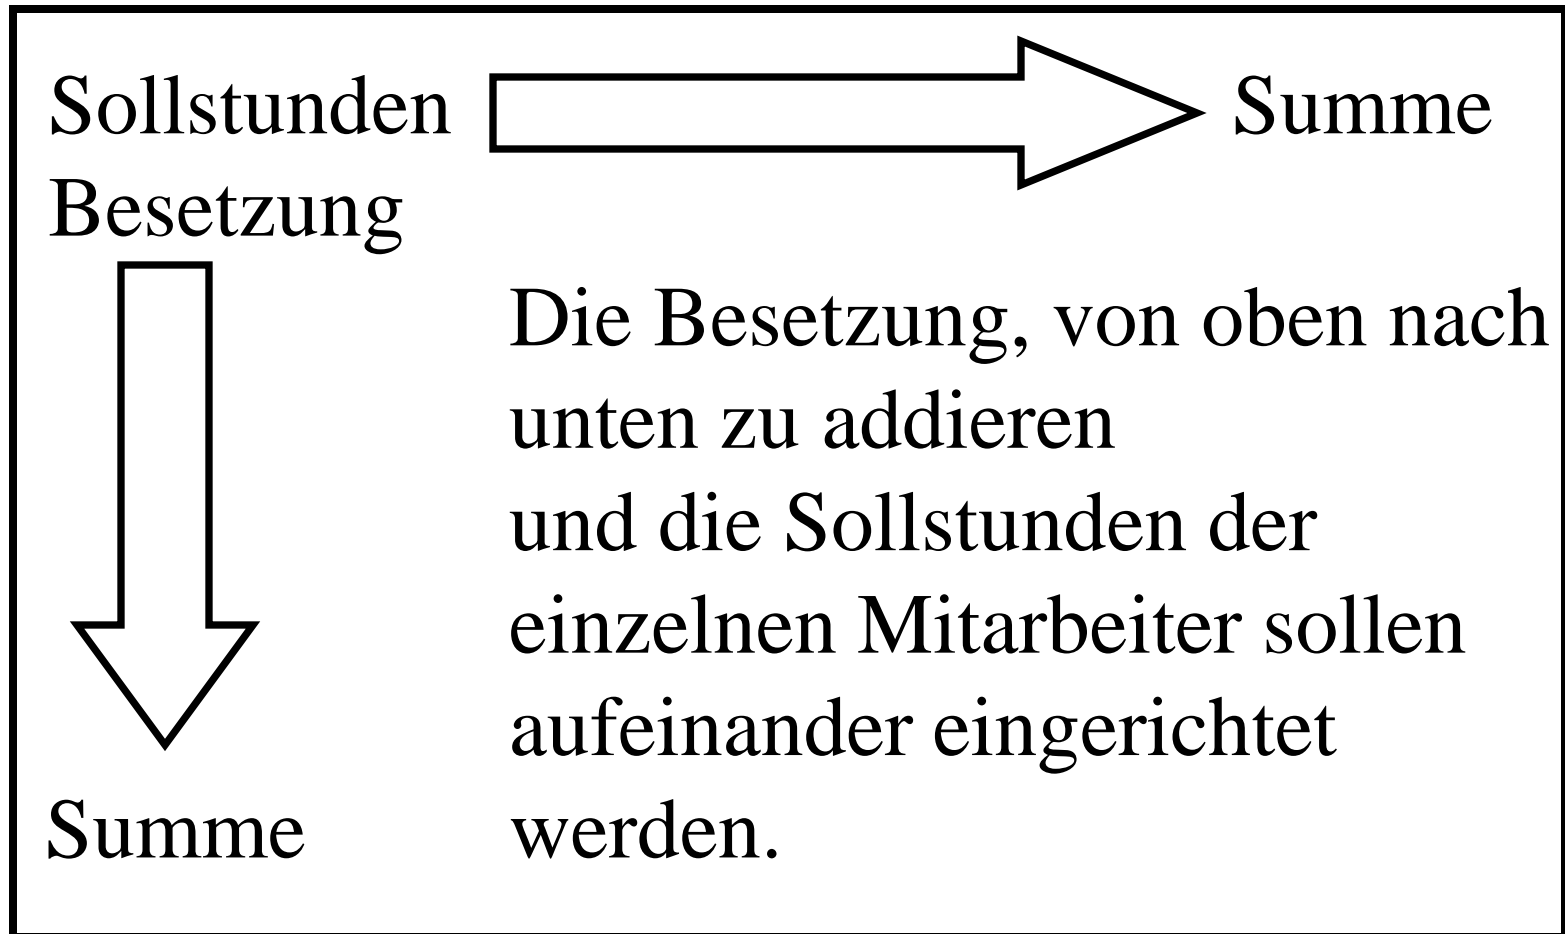 Sollstunden Summe
Besetzung
Die Besetzung, von oben nach
unten zu addieren
und die Sollstunden der
einzelnen Mitarbeiter sollen
aufeinander eingerichtet
werden.
Summe